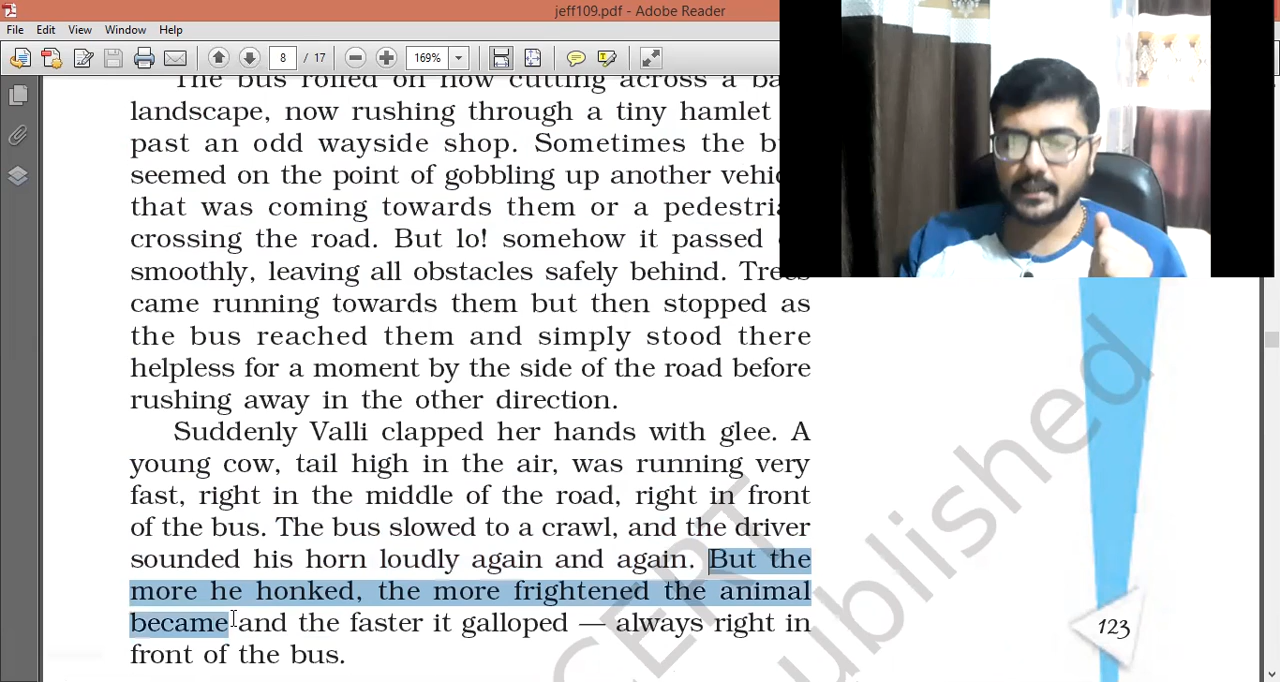 jeff109.pdf - Adobe Reader
File Edit View Window Help
8 / 17 169%
The bus rolled on now cutting across a
landscape, now rushing through a tiny hamlet
past an odd wayside shop. Sometimes the
seemed on the point of gobbling up another
that was coming towards them or a
crossing the road. But lo! somehow it passed
smoothly, leaving all obstacles safely behind. Trees
came running towards them but then stopped as
the bus reached them and simply stood there
helpless for a moment by the side of the road before
rushing away in the other direction.
Suddenly Valli clapped her hands with glee. A
young cow, tail high in the air, was running very
fast, right in the middle of the road, right in front
of the bus. The bus slowed to a crawl, and the driver
sounded his horn loudly again and again. But the
more he honked, the more frightened the animal
became and the faster it galloped — always right in
front of the bus.
123